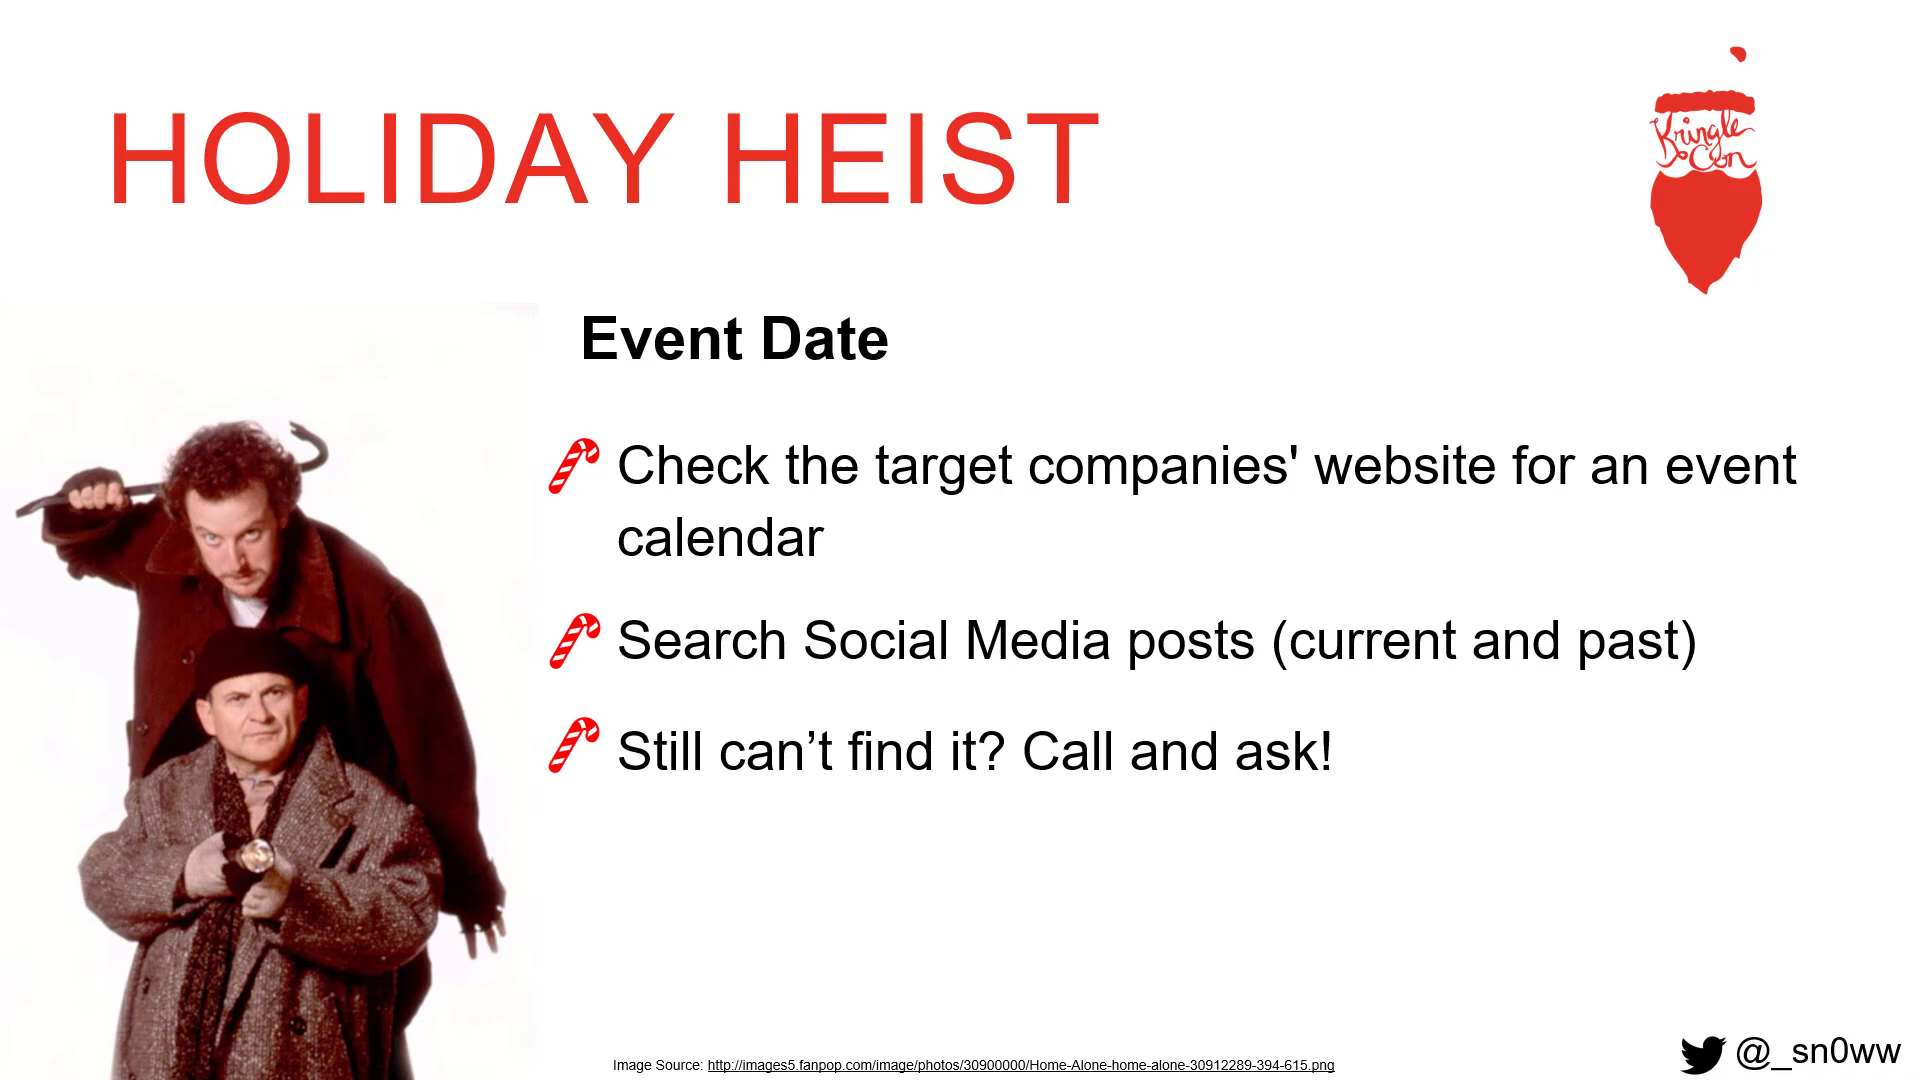 HOLIDAY HEIST
Kringle
Con
Event Date
Check the target companies' website for an event
calendar
Search Social Media posts (current and past)
Still can’t find it? Call and ask!
Image Source: http://images5.fanpop.com/image/photos/30900000/Home-Alone-home-alone-30912289-394-615.png
@_sn0ww